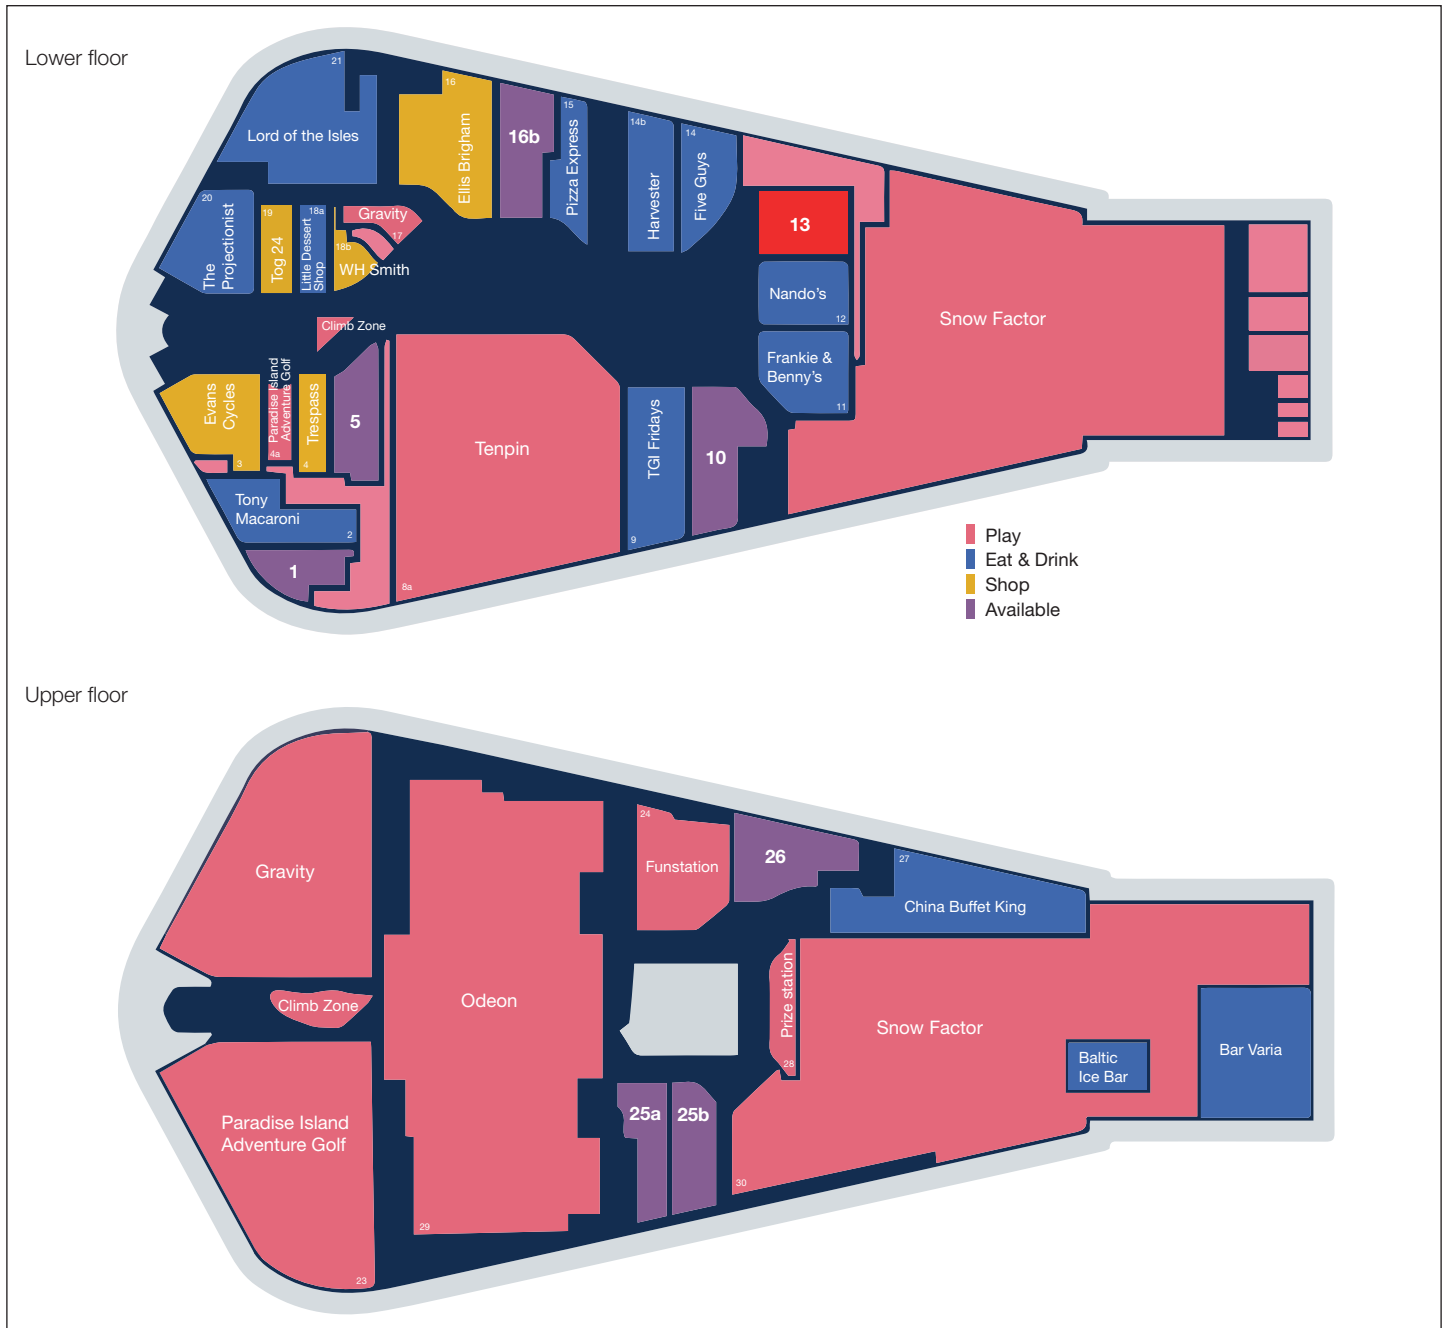 Lower floor
21
Lord of the Isles
16
Ellis Brigham
16b
15
Pizza Express
14b
Harvester
14
Five Guys
20
The
Projectionist
19
Tog 24
18a
Little Dessert
Shop
Gravity
17
18b
WH Smith
13
Nando's
12
Frankie &
Benny's
11
Snow Factor
Climb Zone
Evans
Cycles
3
Paradise Island
Adventure Golf
4a
Trespass
4
5
Tenpin
8a
TGI Fridays
9
10
Tony
Macaroni
2
1
Play
Eat & Drink
Shop
Available
Upper floor
Gravity
Climb Zone
Paradise Island
Adventure Golf
23
Odeon
29
24
Funstation
26
27
China Buffet King
Prize station
28
Snow Factor
30
25a
25b
Baltic
Ice Bar
Bar Varia